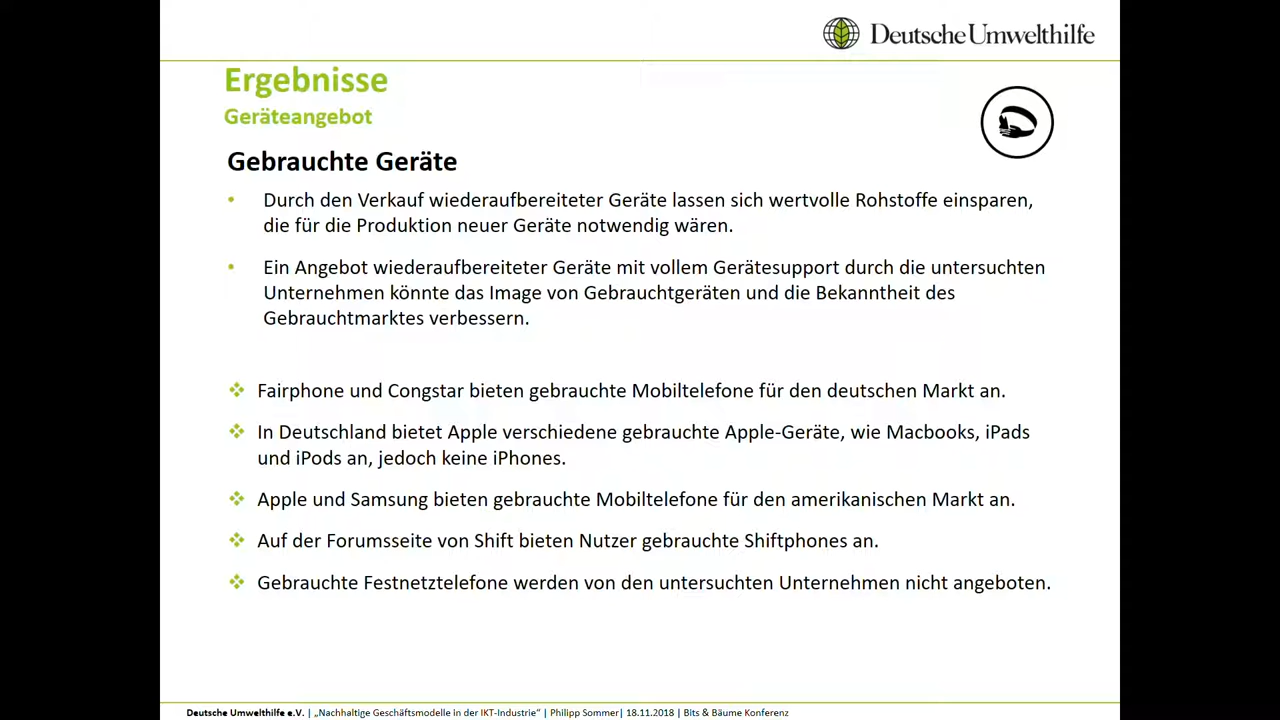 Deutsche Umwelthilfe
Ergebnisse
Geräteangebot
Gebrauchte Geräte
• Durch den Verkauf wiederaufbereiteter Geräte lassen sich wertvolle Rohstoffe einsparen,
die für die Produktion neuer Geräte notwendig wären.
• Ein Angebot wiederaufbereiteter Geräte mit vollem Gerätesupport durch die untersuchten
Unternehmen könnte das Image von Gebrauchtgeräten und die Bekanntheit des
Gebrauchtmarktes verbessern.
❖ Fairphone und Congstar bieten gebrauchte Mobiltelefone für den deutschen Markt an.
❖ In Deutschland bietet Apple verschiedene gebrauchte Apple-Geräte, wie Macbooks, iPads
und iPods an, jedoch keine iPhones.
❖ Apple und Samsung bieten gebrauchte Mobiltelefone für den amerikanischen Markt an.
❖ Auf der Forumsseite von Shift bieten Nutzer gebrauchte Shiftphones an.
❖ Gebrauchte Festnetztelefone werden von den untersuchten Unternehmen nicht angeboten.
Deutsche Umwelthilfe e.V. | „Nachhaltige Geschäftsmodelle in der IKT-Industrie“ | Philipp Sommer| 18.11.2018 | Bits & Bäume Konferenz